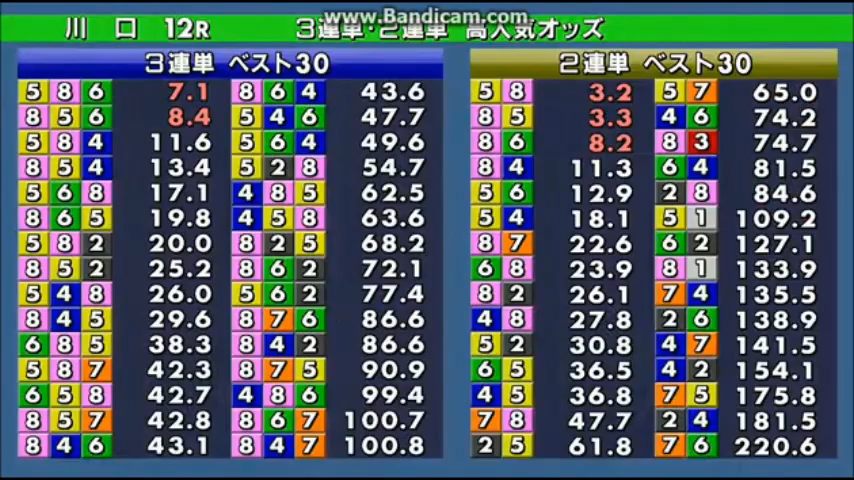 www.Bandicam.com
川 口 12R 3連単・2連単 高人気オッズ
3連単 ベスト30 2連単 ベスト30
5 8 6 7.1 8 6 4 43.6 5 8 3.2 5 7 65.0
8 5 6 8.4 5 4 6 47.7 8 5 3.3 4 6 74.2
5 8 4 11.6 5 6 4 49.6 8 6 8.2 8 3 74.7
8 5 4 13.4 5 2 8 54.7 8 4 11.3 6 4 81.5
5 6 8 17.1 4 8 5 62.5 5 6 12.9 2 8 84.6
8 6 5 19.8 4 5 8 63.6 5 4 18.1 5 1 109.2
5 8 2 20.0 8 2 5 68.2 8 7 22.6 6 2 127.1
8 5 2 25.2 8 6 2 72.1 6 8 23.9 8 1 133.9
5 4 8 26.0 5 6 2 77.4 8 2 26.1 7 4 135.5
8 4 5 29.6 8 7 6 86.6 4 8 27.8 2 6 138.9
6 8 5 38.3 8 4 2 86.6 5 2 30.8 4 7 141.5
5 8 7 42.3 8 7 5 90.9 6 5 36.5 4 2 154.1
6 5 8 42.7 4 8 6 99.4 4 5 36.8 7 5 175.8
8 5 7 42.8 8 6 7 100.7 7 8 47.7 2 4 181.5
8 4 6 43.1 8 4 7 100.8 2 5 61.8 7 6 220.6